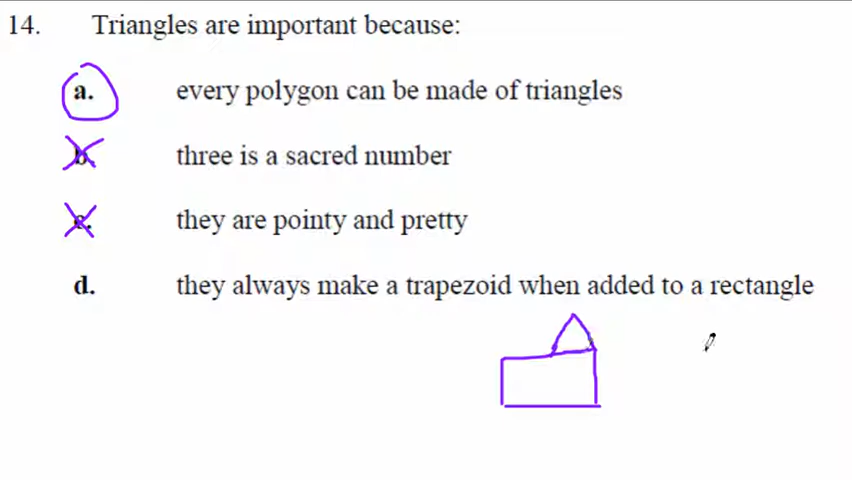 14. Triangles are important because:
a. every polygon can be made of triangles
b. three is a sacred number
c. they are pointy and pretty
d. they always make a trapezoid when added to a rectangle